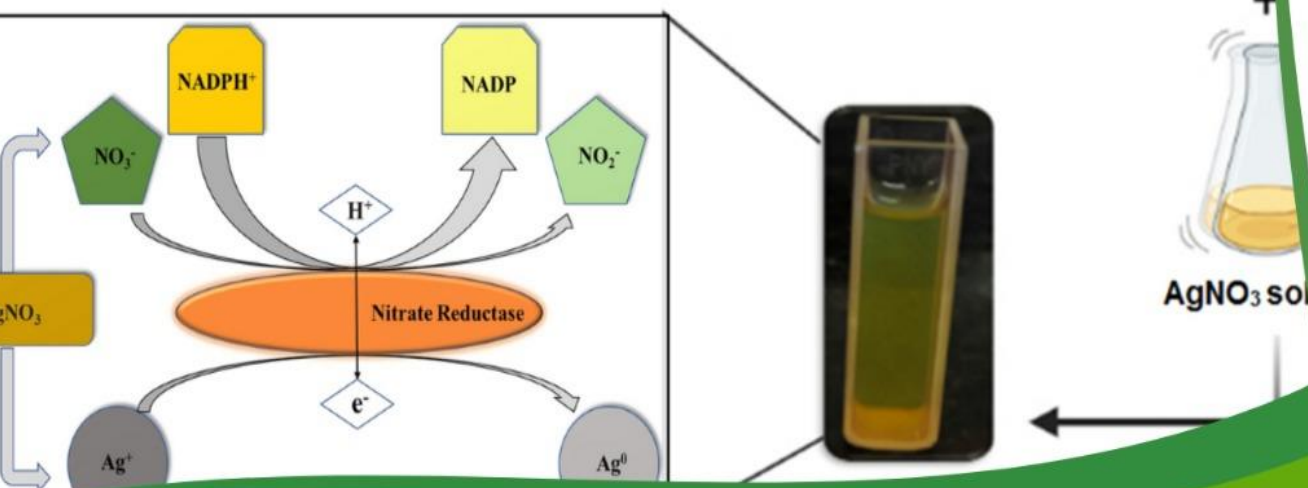 +
NADPH⁺
NADP
NO₃⁻
NO₂⁻
H⁺
gNO₃
Nitrate Reductase
AgNO₃ sol
e⁻
Ag⁺
Ag⁰